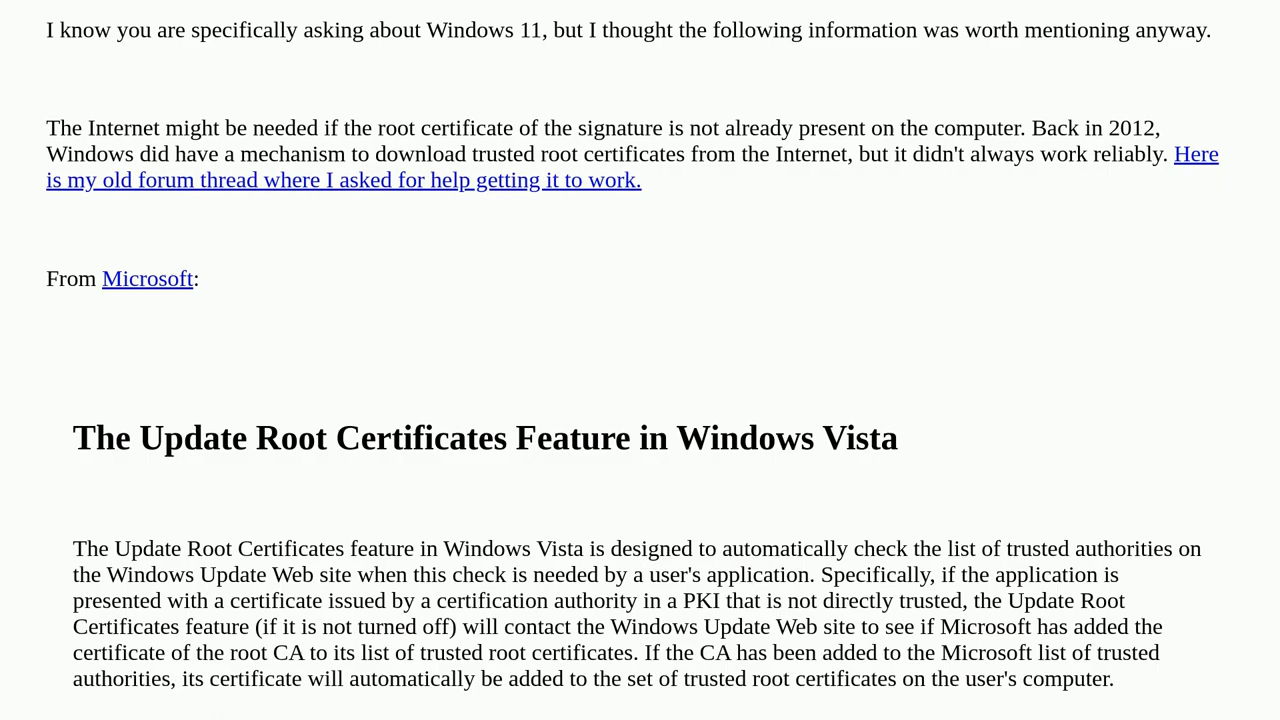 I know you are specifically asking about Windows 11, but I thought the following information was worth mentioning anyway.
The Internet might be needed if the root certificate of the signature is not already present on the computer. Back in 2012,
Windows did have a mechanism to download trusted root certificates from the Internet, but it didn't always work reliably. Here
is my old forum thread where I asked for help getting it to work.
From Microsoft:
The Update Root Certificates Feature in Windows Vista
The Update Root Certificates feature in Windows Vista is designed to automatically check the list of trusted authorities on
the Windows Update Web site when this check is needed by a user's application. Specifically, if the application is
presented with a certificate issued by a certification authority in a PKI that is not directly trusted, the Update Root
Certificates feature (if it is not turned off) will contact the Windows Update Web site to see if Microsoft has added the
certificate of the root CA to its list of trusted root certificates. If the CA has been added to the Microsoft list of trusted
authorities, its certificate will automatically be added to the set of trusted root certificates on the user's computer.